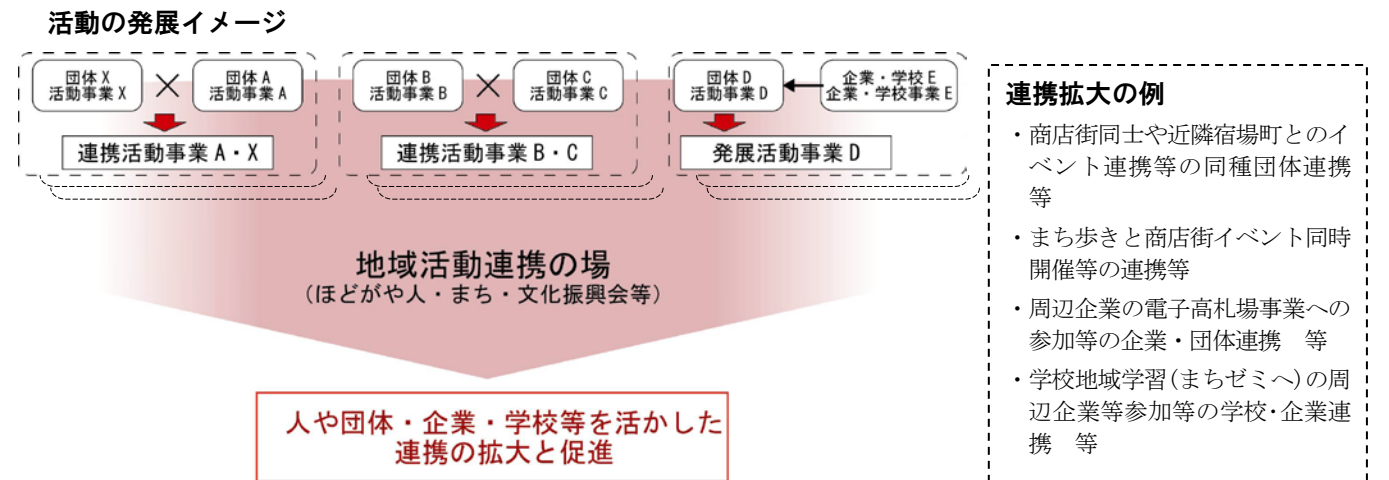 活動の発展イメージ
団体X
活動事業X
×
団体A
活動事業A
連携活動事業A・X
団体B
活動事業B
×
団体C
活動事業C
連携活動事業B・C
団体D
活動事業D
企業・学校E
企業・学校事業E
発展活動事業D
地域活動連携の場
(ほどがや人・まち・文化振興会等)
人や団体・企業・学校等を活かした
連携の拡大と促進
連携拡大の例
・商店街同士や近隣宿場町とのイ
ベント連携等の同種団体連携
等
・まち歩きと商店街イベント同時
開催等の連携等
・周辺企業の電子高札場事業への
参加等の企業・団体連携　等
・学校地域学習(まちゼミへ)の周
辺企業等参加等の学校・企業連
携　等